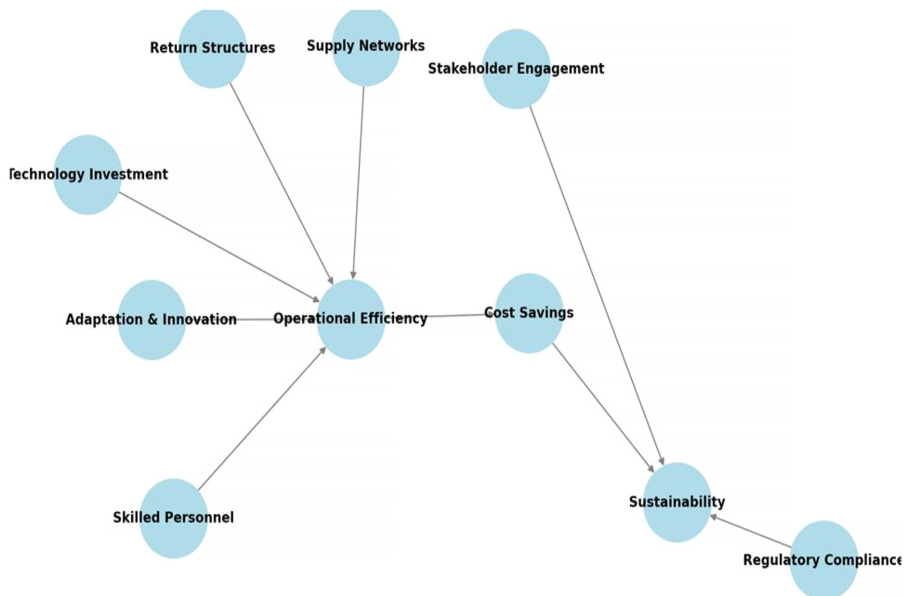 Return Structures
Supply Networks
Stakeholder Engagement
Technology Investment
Adaptation & Innovation
Operational Efficiency
Cost Savings
Skilled Personnel
Sustainability
Regulatory Compliance